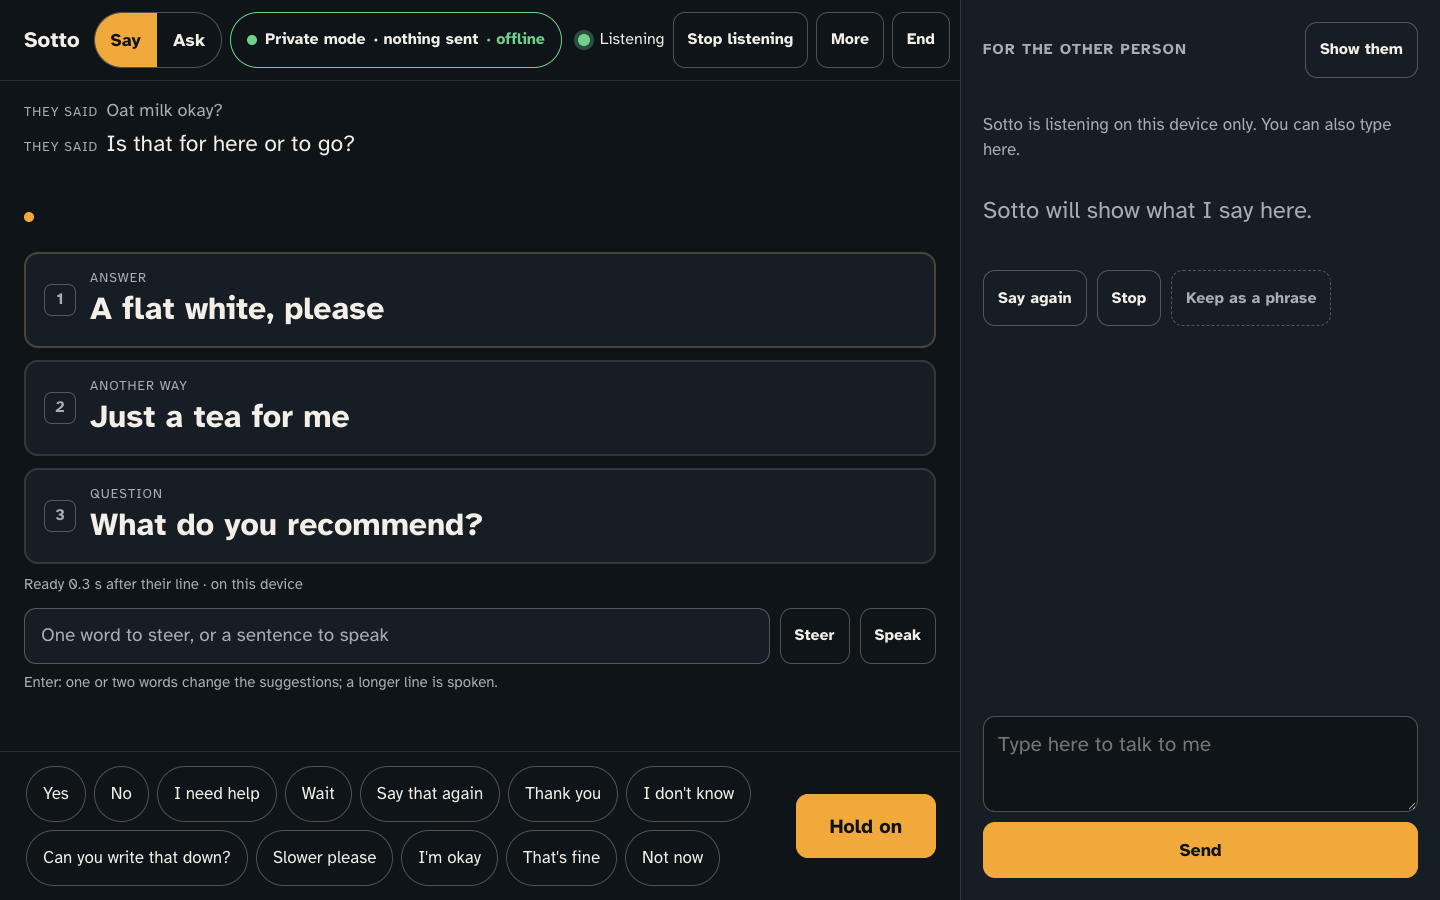 Sotto Say Ask Private mode · nothing sent · offline Listening Stop listening More End
THEY SAID Oat milk okay?
THEY SAID Is that for here or to go?
1 ANSWER
A flat white, please
2 ANOTHER WAY
Just a tea for me
3 QUESTION
What do you recommend?
Ready 0.3 s after their line · on this device
One word to steer, or a sentence to speak Steer Speak
Enter: one or two words change the suggestions; a longer line is spoken.
Yes No I need help Wait Say that again Thank you I don't know
Can you write that down? Slower please I'm okay That's fine Not now
Hold on
FOR THE OTHER PERSON Show them
Sotto is listening on this device only. You can also type
here.
Sotto will show what I say here.
Say again Stop Keep as a phrase
Type here to talk to me
Send